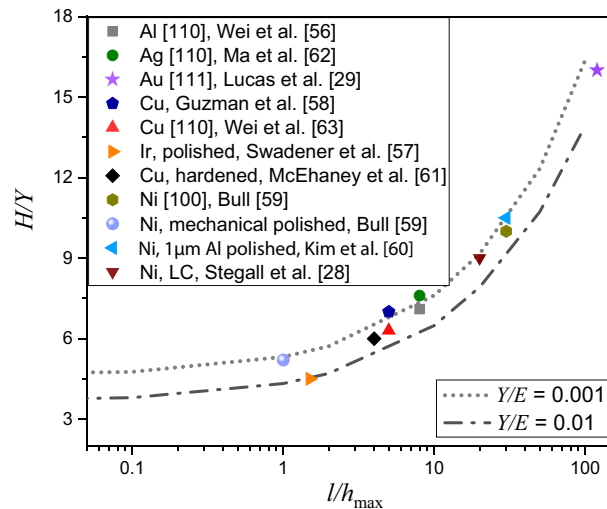 18
15
12
9
6
3
H/Y
Al [110], Wei et al. [56]
Ag [110], Ma et al. [62]
Au [111], Lucas et al. [29]
Cu, Guzman et al. [58]
Cu [110], Wei et al. [63]
Ir, polished, Swadener et al. [57]
Cu, hardened, McEhaney et al. [61]
Ni [100], Bull [59]
Ni, mechanical polished, Bull [59]
Ni, 1µm Al polished, Kim et al. [60]
Ni, LC, Stegall et al. [28]
Y/E = 0.001
Y/E = 0.01
0.1 1 10 100
l/hmax